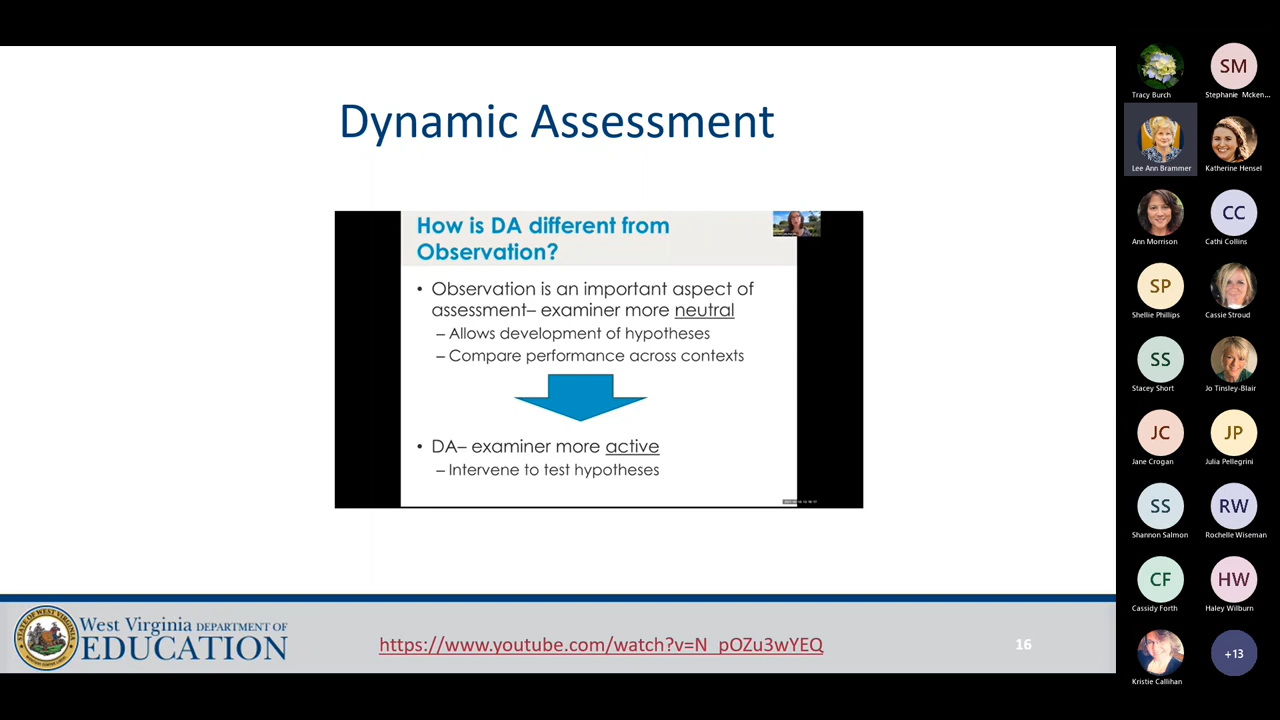 Dynamic Assessment
How is DA different from
Observation?
• Observation is an important aspect of
assessment– examiner more neutral
– Allows development of hypotheses
– Compare performance across contexts
• DA– examiner more active
– Intervene to test hypotheses
West Virginia DEPARTMENT OF
EDUCATION
https://www.youtube.com/watch?v=N_pOZu3wYEQ
16
Tracy Burch
SM
Stephanie Mcken...
Lee Ann Brammer
Katherine Hensel
Ann Morrison
CC
Cathi Collins
SP
Shellie Phillips
Cassie Stroud
SS
Stacey Short
Jo Tinsley-Blair
JC
Jane Crogan
JP
Julia Pellegrini
SS
Shannon Salmon
RW
Rochelle Wiseman
CF
Cassidy Forth
HW
Haley Wilburn
Kristie Callihan
+13